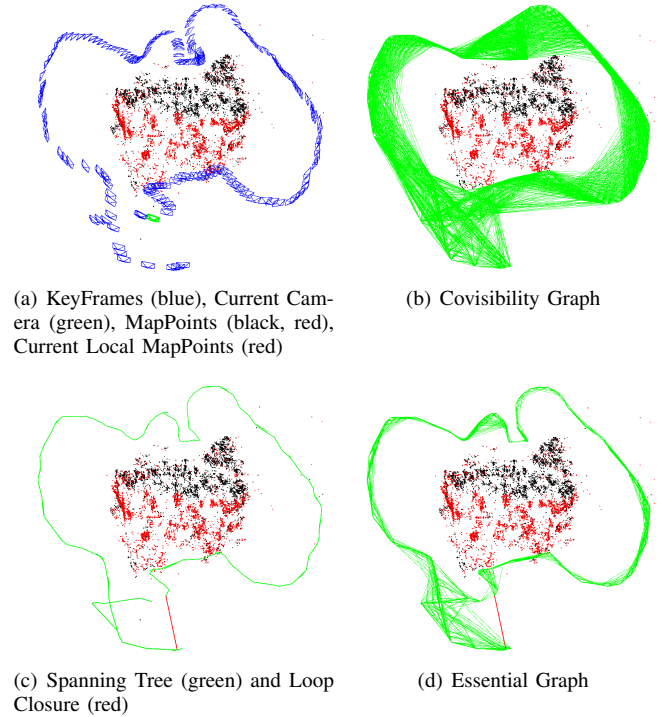 (a) KeyFrames (blue), Current Cam-
era (green), MapPoints (black, red),
Current Local MapPoints (red)
(b) Covisibility Graph
(c) Spanning Tree (green) and Loop
Closure (red)
(d) Essential Graph